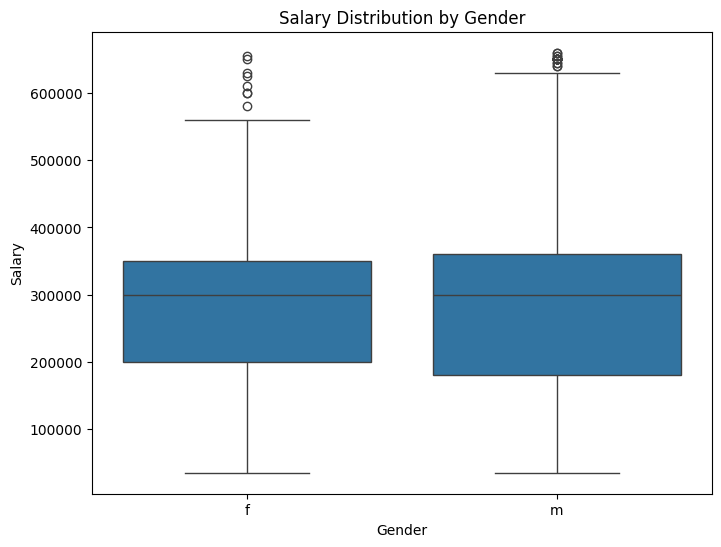 Salary Distribution by Gender
Salary
600000
500000
400000
300000
200000
100000
f
m
Gender